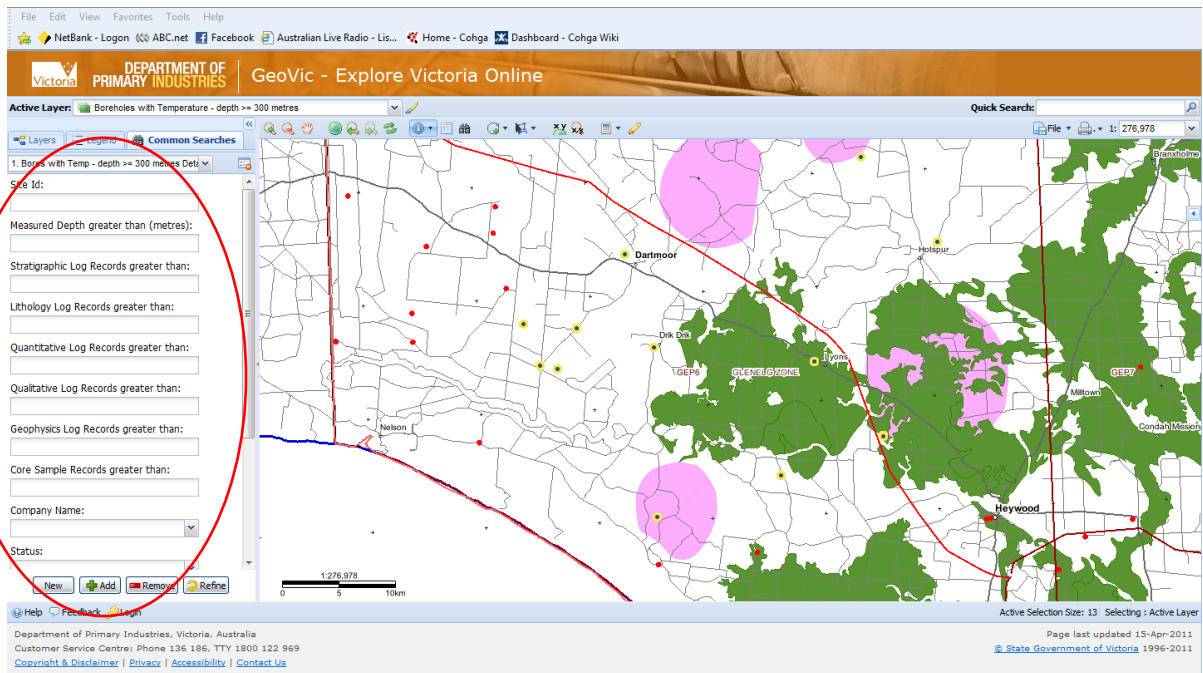 File Edit View Favorites Tools Help
NetBank - Logon ABC.net Facebook Australian Live Radio - Lis... Home - Cohga Dashboard - Cohga Wiki
Victoria DEPARTMENT OF PRIMARY INDUSTRIES GeoVic - Explore Victoria Online
Active Layer: Boreholes with Temperature - depth >= 300 metres Quick Search:
Layers Legend Common Searches File 1: 276,978
1. Bores with Temp - depth >= 300 metres Deta
Site Id:
Measured Depth greater than (metres):
Stratigraphic Log Records greater than:
Lithology Log Records greater than:
Quantitative Log Records greater than:
Qualitative Log Records greater than:
Geophysics Log Records greater than:
Core Sample Records greater than:
Company Name:
Status:
New Add Remove Refine
Branxholme
Hotspur
Dartmoor
Drik Drik
Lyons
GEP6 GLENELG ZONE GEP7
Milltown
Nelson
Condah Mission
Heywood
1:276,978
0 5 10km
Help Feedback Login Active Selection Size: 13 Selecting : Active Layer
Department of Primary Industries, Victoria, Australia Page last updated 15-Apr-2011
Customer Service Centre: Phone 136 186, TTY 1800 122 969 © State Government of Victoria 1996-2011
Copyright & Disclaimer | Privacy | Accessibility | Contact Us